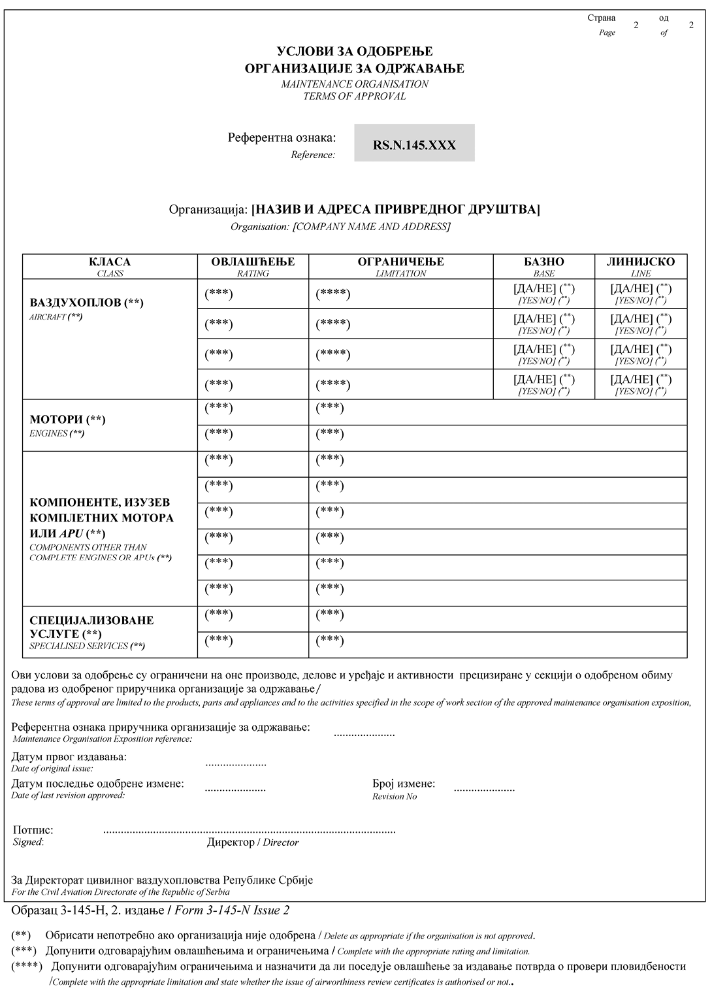 Страна 2 од 2
Page of
УСЛОВИ ЗА ОДОБРЕЊЕ
ОРГАНИЗАЦИЈЕ ЗА ОДРЖАВАЊЕ
MAINTENANCE ORGANISATION
TERMS OF APPROVAL
Референтна ознака: RS.N.145.XXX
Reference:
Организација: [НАЗИВ И АДРЕСА ПРИВРЕДНОГ ДРУШТВА]
Organisation: [COMPANY NAME AND ADDRESS]
КЛАСА ОВЛАШЋЕЊЕ ОГРАНИЧЕЊЕ БАЗНО ЛИНИЈСКО
CLASS RATING LIMITATION BASE LINE
ВАЗДУХОПЛОВ (**)
AIRCRAFT (**)
(***) (****) [ДА/НЕ] (**) [ДА/НЕ] (**)
[YES/NO] (**) [YES/NO] (**)
(***) (****) [ДА/НЕ] (**) [ДА/НЕ] (**)
[YES/NO] (**) [YES/NO] (**)
(***) (****) [ДА/НЕ] (**) [ДА/НЕ] (**)
[YES/NO] (**) [YES/NO] (**)
(***) (****) [ДА/НЕ] (**) [ДА/НЕ] (**)
[YES/NO] (**) [YES/NO] (**)
МОТОРИ (**)
ENGINES (**)
(***) (***)
(***) (***)
КОМПОНЕНТЕ, ИЗУЗЕВ
КОМПЛЕТНИХ МОТОРА
ИЛИ APU (**)
COMPONENTS OTHER THAN
COMPLETE ENGINES OR APUs (**)
(***) (***)
(***) (***)
(***) (***)
(***) (***)
(***) (***)
(***) (***)
СПЕЦИЈАЛИЗОВАНЕ
УСЛУГЕ (**)
SPECIALISED SERVICES (**)
(***) (***)
(***) (***)
Ови услови за одобрење су ограничени на оне производе, делове и уређаје и активности прецизиране у секцији о одобреном обиму
радова из одобреног приручника организације за одржавање/
These terms of approval are limited to the products, parts and appliances and to the activities specified in the scope of work section of the approved maintenance organisation exposition,
Референтна ознака приручника организације за одржавање: .....................
Maintenance Organisation Exposition reference:
Датум првог издавања: .....................
Date of original issue:
Датум последње одобрене измене: ..................... Број измене: .....................
Date of last revision approved: Revision No
Потпис: ....................................................................................................
Signed: Директор / Director
За Директорат цивилног ваздухопловства Републике Србије
For the Civil Aviation Directorate of the Republic of Serbia
Образац 3-145-Н, 2. издање / Form 3-145-N Issue 2
(**) Обрисати непотребно ако организација није одобрена / Delete as appropriate if the organisation is not approved.
(***) Допунити одговарајућим овлашћењима и ограничењима / Complete with the appropriate rating and limitation.
(****) Допунити одговарајућим ограничењима и назначити да ли поседује овлашћење за издавање потврда о провери пловидбености
/Complete with the appropriate limitation and state whether the issue of airworthiness review certificates is authorised or not..